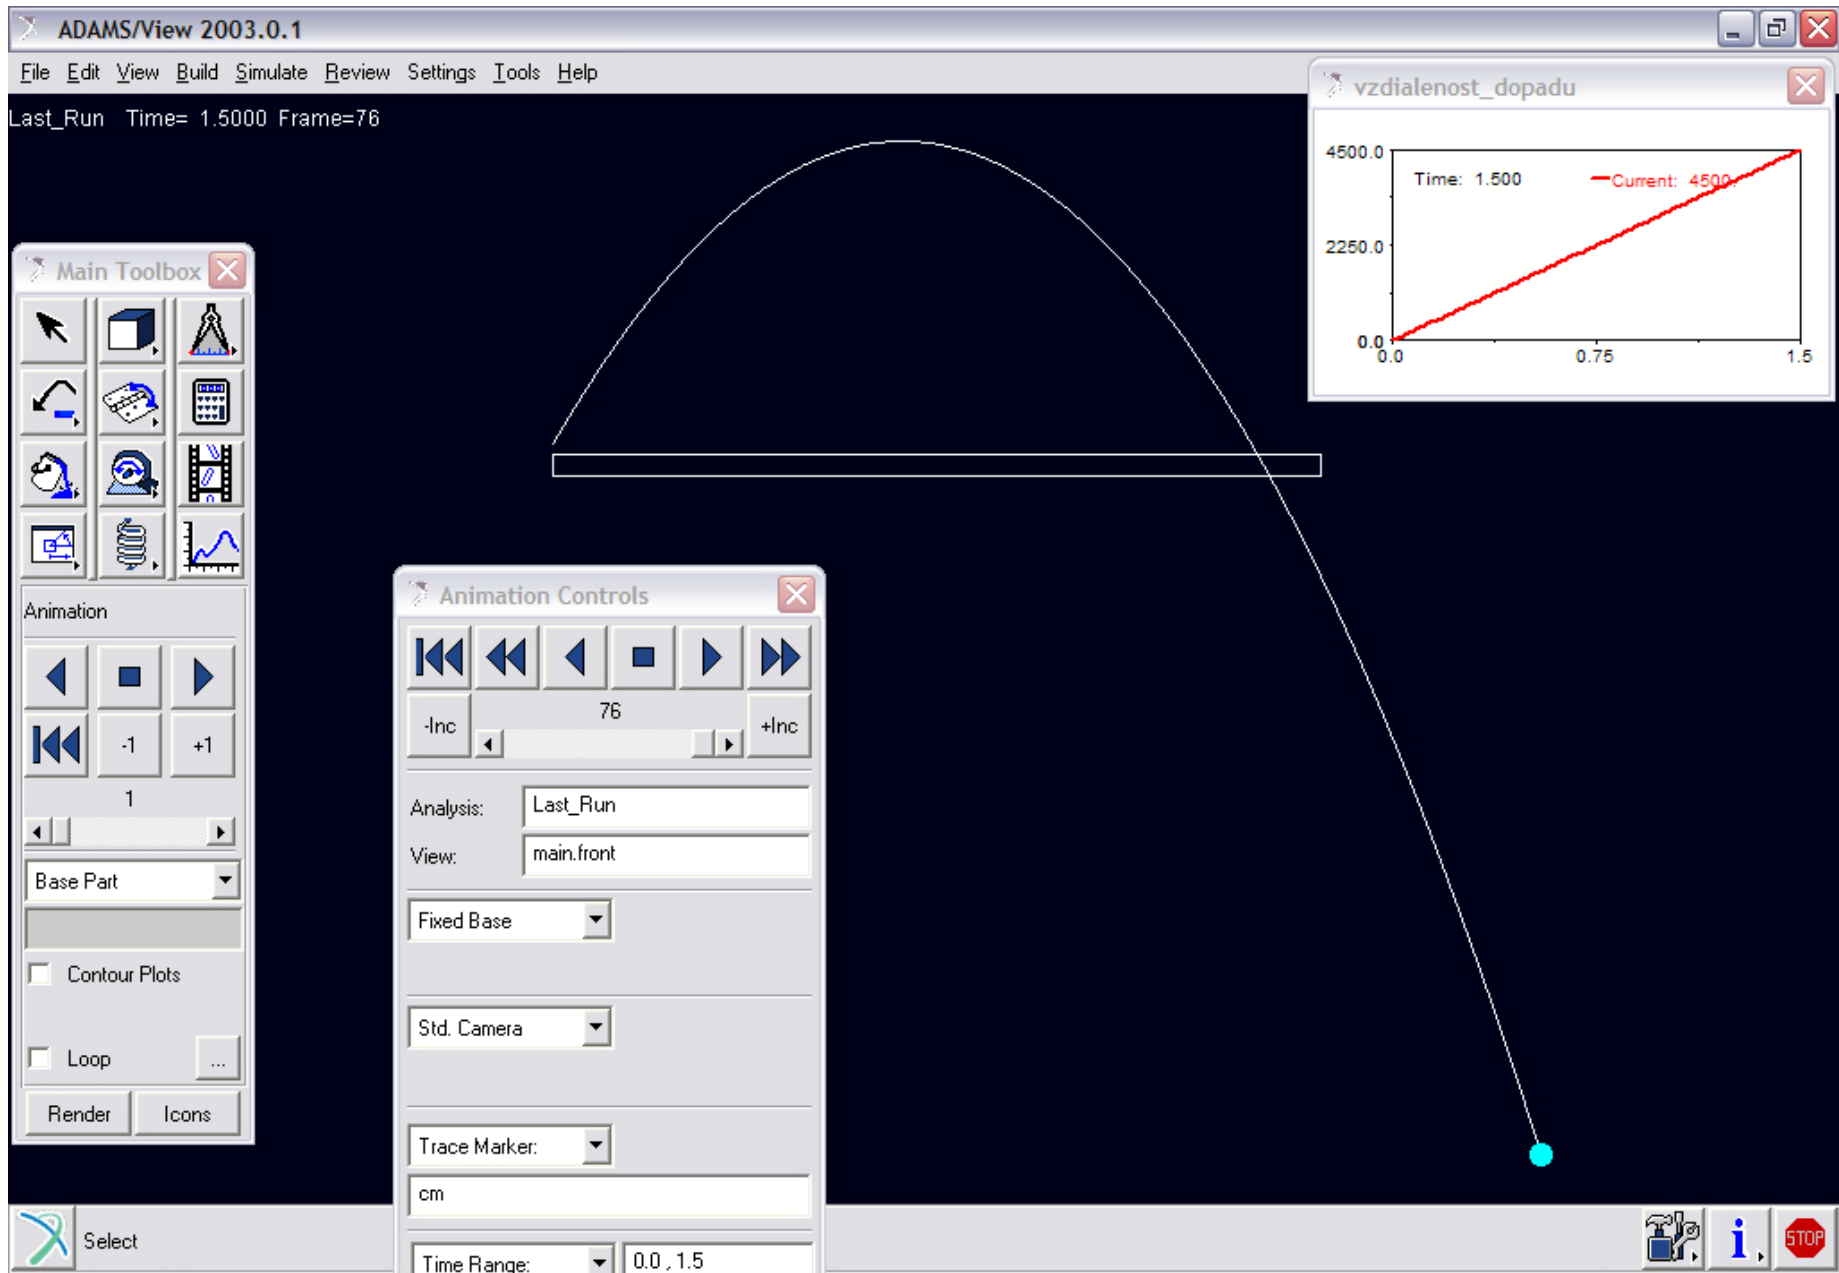 ADAMS/View 2003.0.1
File Edit View Build Simulate Review Settings Tools Help
Last_Run Time= 1.5000 Frame=76
vzdialenost_dopadu
4500.0
Time: 1.500
Current: 4500.
2250.0
0.0
0.0
0.75
1.5
Main Toolbox
Animation
-1
+1
1
Base Part
Contour Plots
Loop
...
Render
Icons
Animation Controls
-Inc
76
+Inc
Analysis:
Last_Run
View:
main.front
Fixed Base
Std. Camera
Trace Marker:
cm
Time Range:
0.0 , 1.5
Select
i
STOP